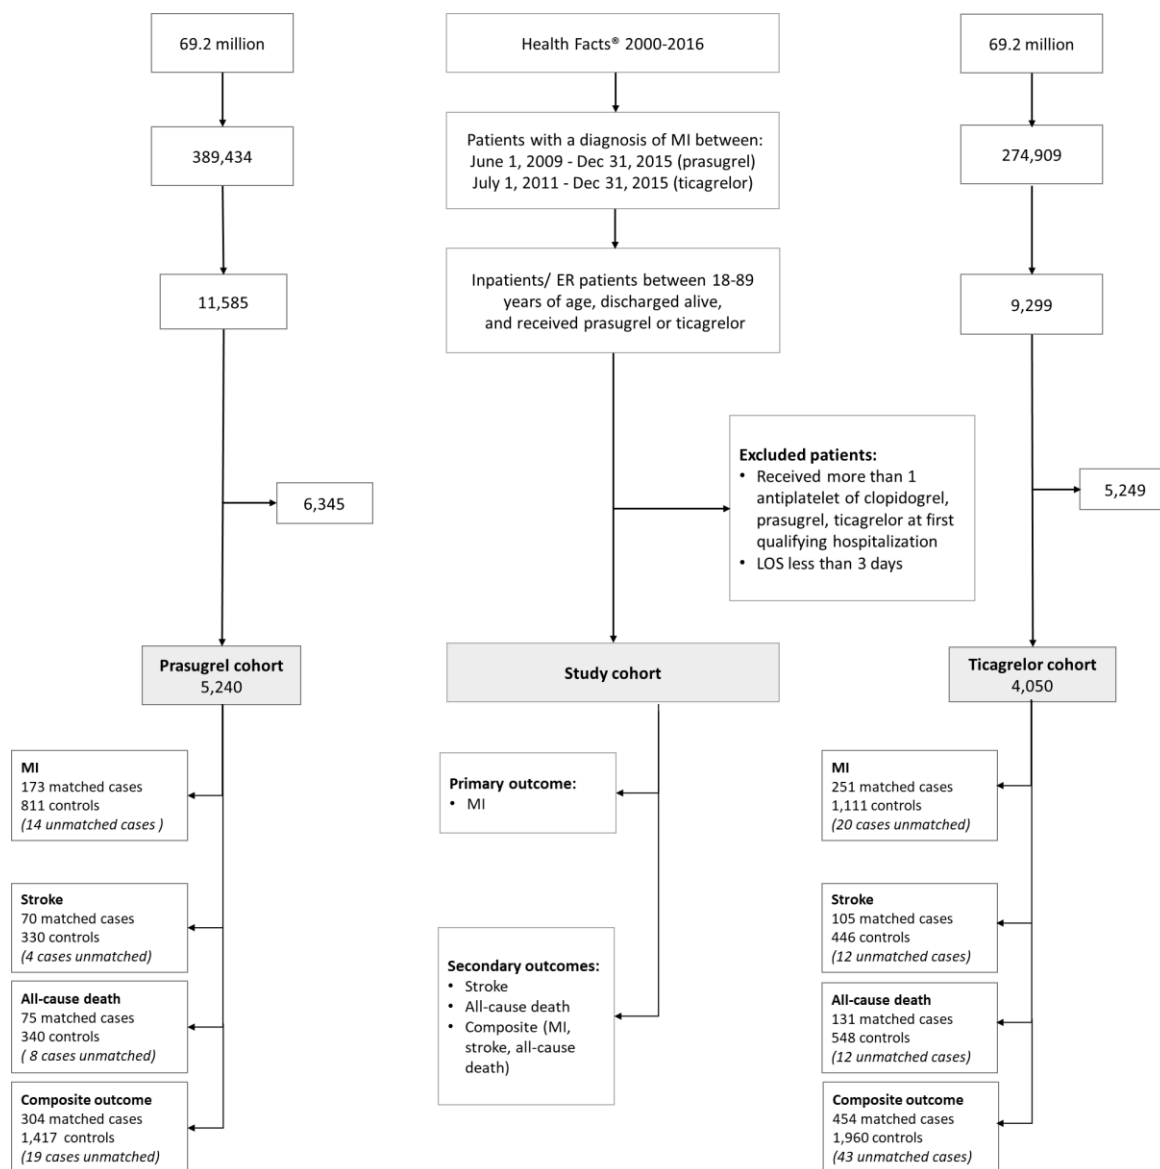 69.2 million
Health Facts® 2000-2016
69.2 million
389,434
Patients with a diagnosis of MI between:
June 1, 2009 - Dec 31, 2015 (prasugrel)
July 1, 2011 - Dec 31, 2015 (ticagrelor)
274,909
11,585
Inpatients/ ER patients between 18-89
years of age, discharged alive,
and received prasugrel or ticagrelor
9,299
6,345
Excluded patients:
• Received more than 1
antiplatelet of clopidogrel,
prasugrel, ticagrelor at first
qualifying hospitalization
• LOS less than 3 days
5,249
Prasugrel cohort
5,240
Study cohort
Ticagrelor cohort
4,050
MI
173 matched cases
811 controls
(14 unmatched cases )
Primary outcome:
• MI
MI
251 matched cases
1,111 controls
(20 cases unmatched)
Stroke
70 matched cases
330 controls
(4 cases unmatched)
Stroke
105 matched cases
446 controls
(12 unmatched cases)
All-cause death
75 matched cases
340 controls
( 8 cases unmatched)
Secondary outcomes:
• Stroke
• All-cause death
• Composite (MI,
stroke, all-cause
death)
All-cause death
131 matched cases
548 controls
(12 unmatched cases)
Composite outcome
304 matched cases
1,417 controls
(19 cases unmatched)
Composite outcome
454 matched cases
1,960 controls
(43 unmatched cases)